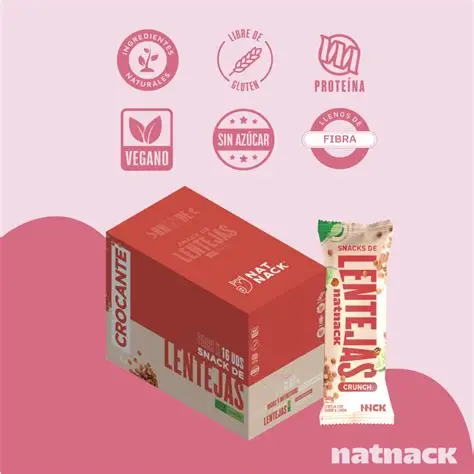 INGREDIENTES
NATURALES
LIBRE DE
GLUTEN
PROTEÍNA
VEGANO
SIN AZÚCAR
LLENOS DE
FIBRA
SNACK DE
LENTEJAS
NAT
NACK
CROCANTE
16 UDS
SNACK DE
LENTEJAS
SNACKS DE
LENTEJAS
natnack
CRUNCH
natnack